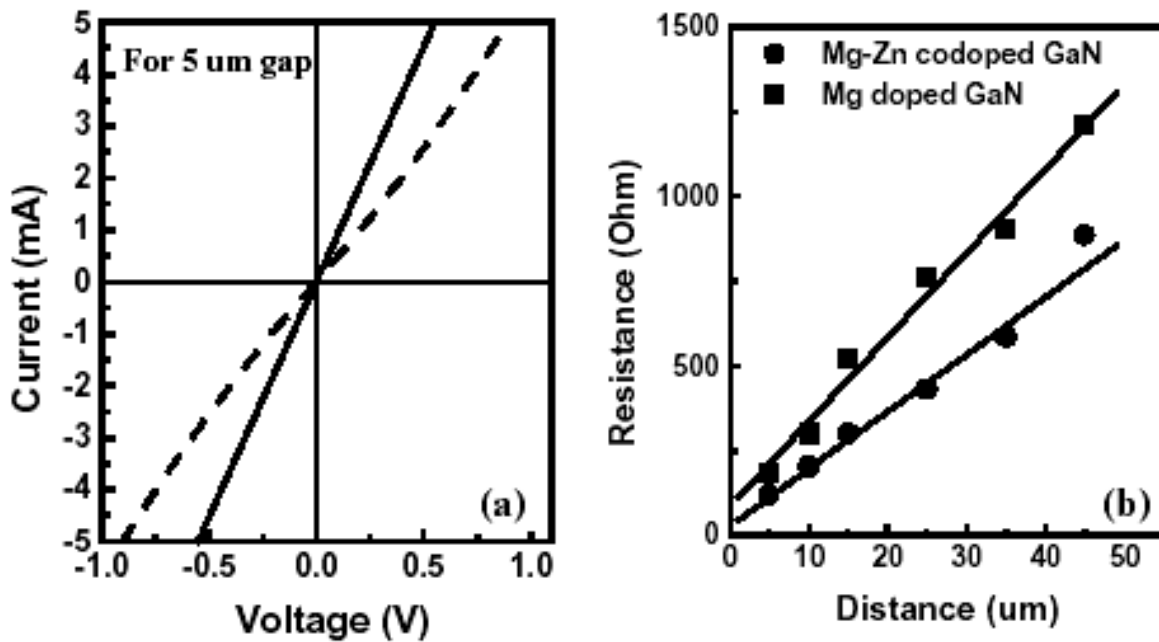 For 5 um gap
5
4
3
2
1
0
-1
-2
-3
-4
-5
Current (mA)
-1.0 -0.5 0.0 0.5 1.0
Voltage (V)
(a)
Mg-Zn codoped GaN
Mg doped GaN
1500
1000
500
0
Resistance (Ohm)
0 10 20 30 40 50
Distance (um)
(b)